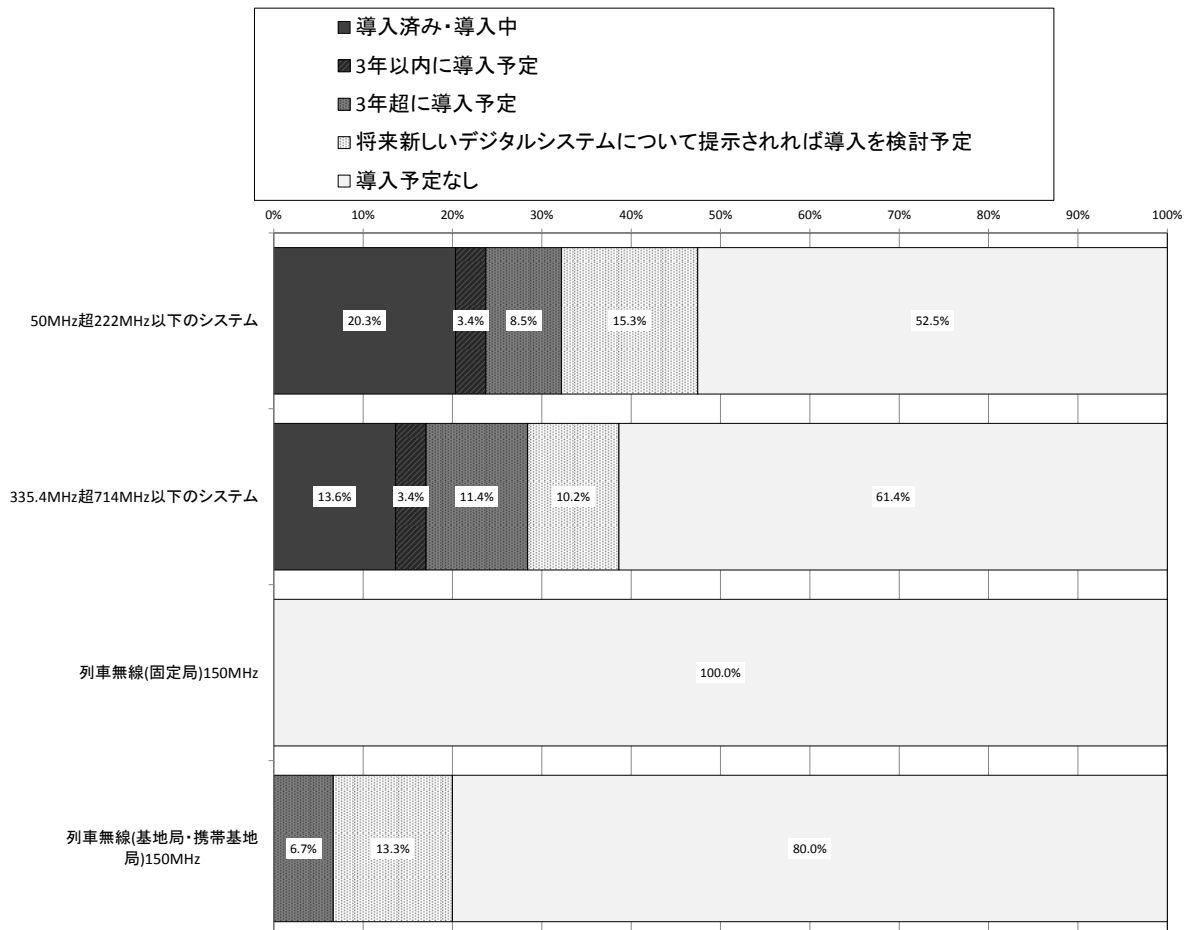 導入済み・導入中
3年以内に導入予定
3年超に導入予定
将来新しいデジタルシステムについて提示されれば導入を検討予定
導入予定なし
0% 10% 20% 30% 40% 50% 60% 70% 80% 90% 100%
50MHz超222MHz以下のシステム 20.3% 3.4% 8.5% 15.3% 52.5%
335.4MHz超714MHz以下のシステム 13.6% 3.4% 11.4% 10.2% 61.4%
列車無線(固定局)150MHz 100.0%
列車無線(基地局・携帯基地
局)150MHz
6.7% 13.3% 80.0%